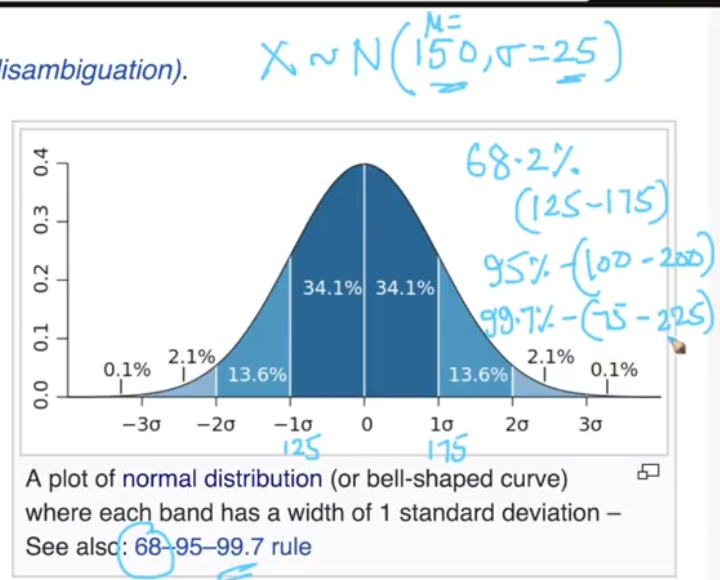 μ=
X ~ N(150, σ=25)
disambiguation).
68.2%
(125-175)
95% - (100 - 200)
99.7% - (75 - 225)
0.4
0.3
0.2
0.1
0.0
34.1% 34.1%
0.1% 2.1% 13.6% 13.6% 2.1% 0.1%
−3σ −2σ −1σ 0 1σ 2σ 3σ
125 175
A plot of normal distribution (or bell-shaped curve)
where each band has a width of 1 standard deviation –
See also: 68–95–99.7 rule